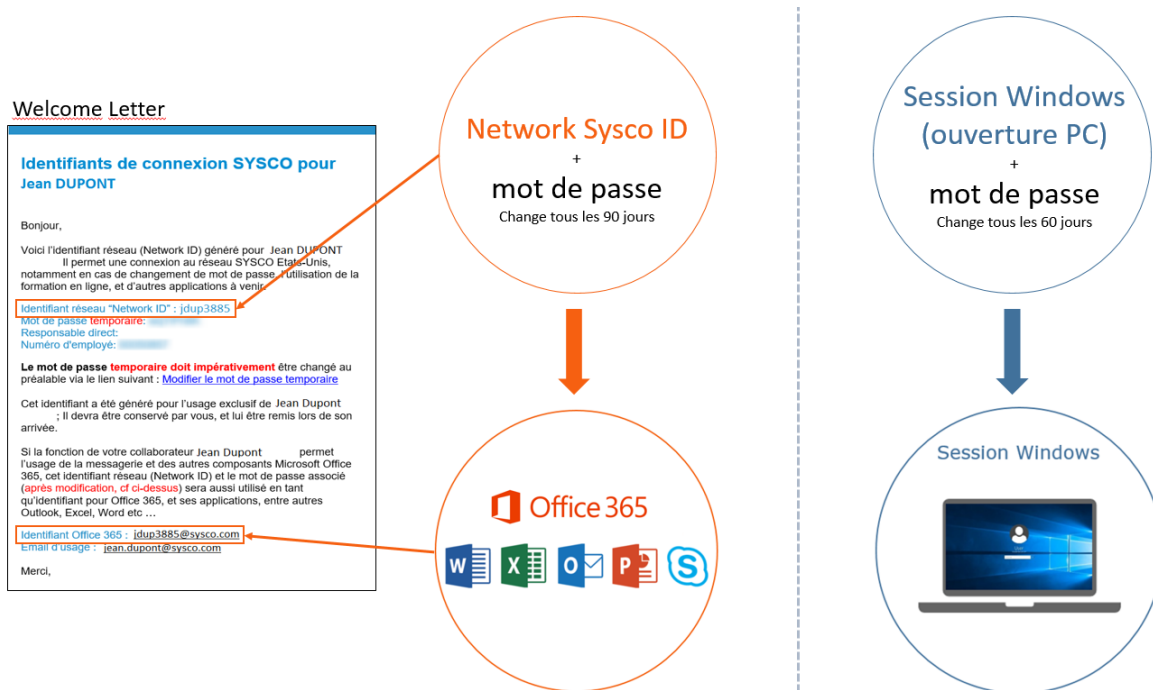 Welcome Letter
Identifiants de connexion SYSCO pour
Jean DUPONT
Bonjour,
Voici l'identifiant réseau (Network ID) généré pour Jean DUPONT
Il permet une connexion au réseau SYSCO Etats-Unis,
notamment en cas de changement de mot de passe, l'utilisation de la
formation en ligne, et d'autres applications à venir.
Identifiant réseau "Network ID" : jdup3885
Mot de passe temporaire:
Responsable direct:
Numéro d'employé:
Le mot de passe temporaire doit impérativement être changé au
préalable via le lien suivant : Modifier le mot de passe temporaire
Cet identifiant a été généré pour l'usage exclusif de Jean Dupont
; Il devra être conservé par vous, et lui être remis lors de son
arrivée.
Si la fonction de votre collaborateur Jean Dupont permet
l'usage de la messagerie et des autres composants Microsoft Office
365, cet identifiant réseau (Network ID) et le mot de passe associé
(après modification, cf ci-dessus) sera aussi utilisé en tant
qu'identifiant pour Office 365, et ses applications, entre autres
Outlook, Excel, Word etc ...
Identifiant Office 365 : jdup3885@sysco.com
Email d'usage : jean.dupont@sysco.com
Merci,
Network Sysco ID
+
mot de passe
Change tous les 90 jours
Office 365
W X O P S
Session Windows
(ouverture PC)
+
mot de passe
Change tous les 60 jours
Session Windows